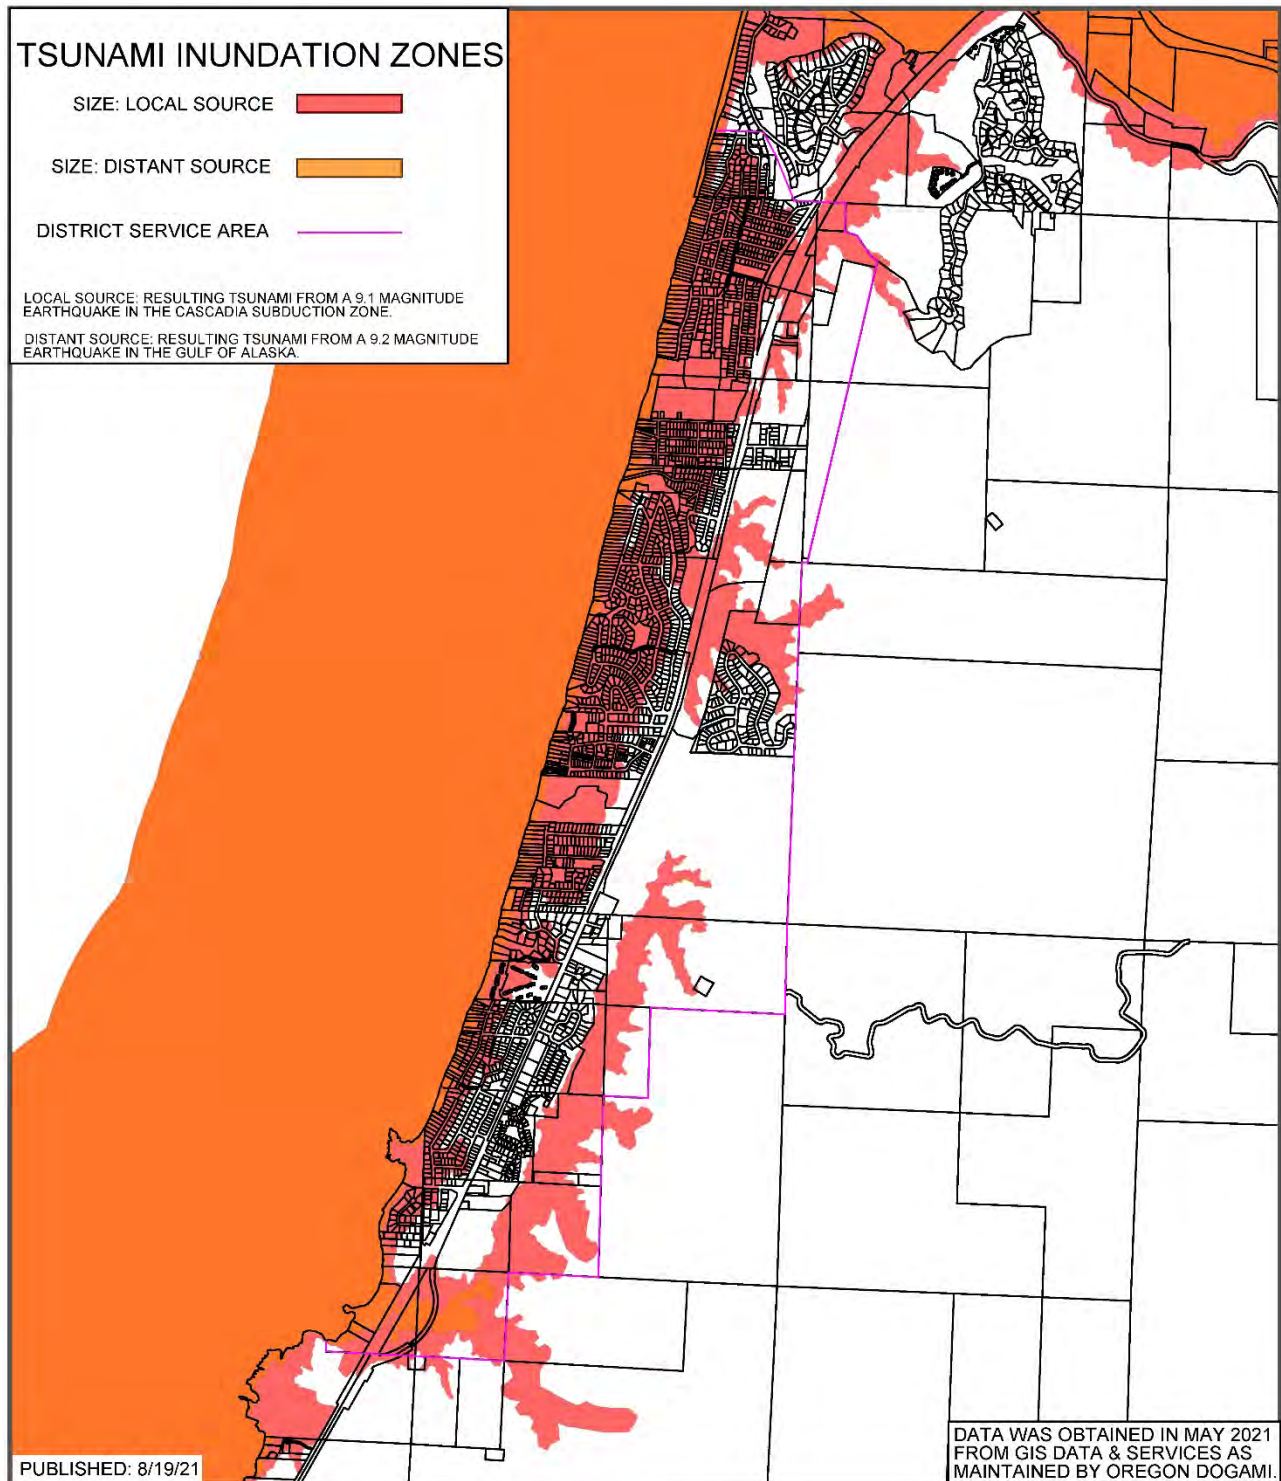 TSUNAMI INUNDATION ZONES
SIZE: LOCAL SOURCE
SIZE: DISTANT SOURCE
DISTRICT SERVICE AREA
LOCAL SOURCE: RESULTING TSUNAMI FROM A 9.1 MAGNITUDE
EARTHQUAKE IN THE CASCADIA SUBDUCTION ZONE.
DISTANT SOURCE: RESULTING TSUNAMI FROM A 9.2 MAGNITUDE
EARTHQUAKE IN THE GULF OF ALASKA.
PUBLISHED: 8/19/21
DATA WAS OBTAINED IN MAY 2021
FROM GIS DATA & SERVICES AS
MAINTAINED BY OREGON DOGAMI.